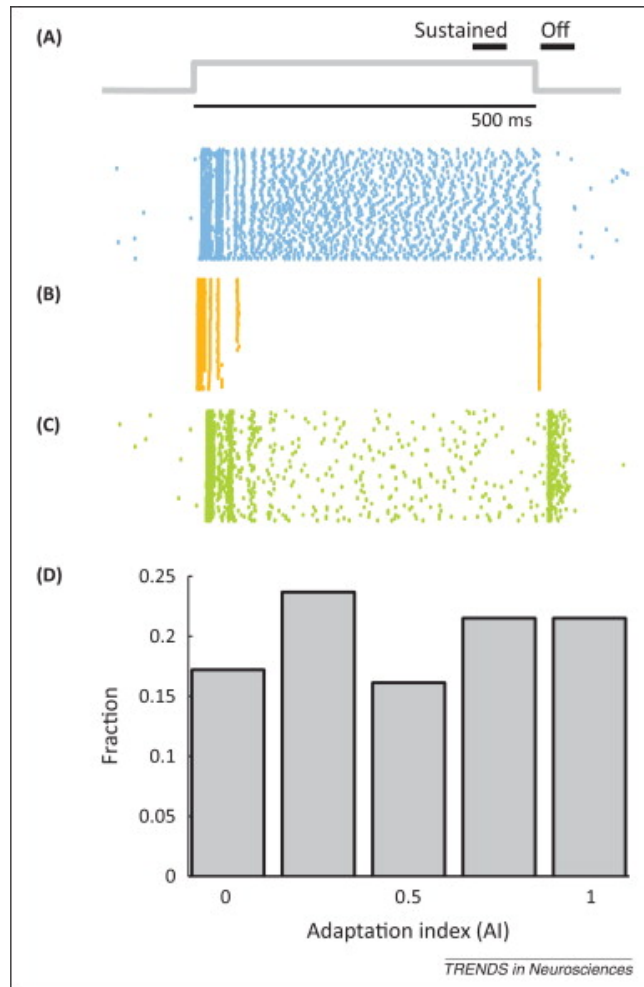 (A)
Sustained Off
500 ms
(B)
(C)
(D)
0.25
0.2
0.15
0.1
0.05
0
Fraction
0 0.5 1
Adaptation index (AI)
TRENDS in Neurosciences